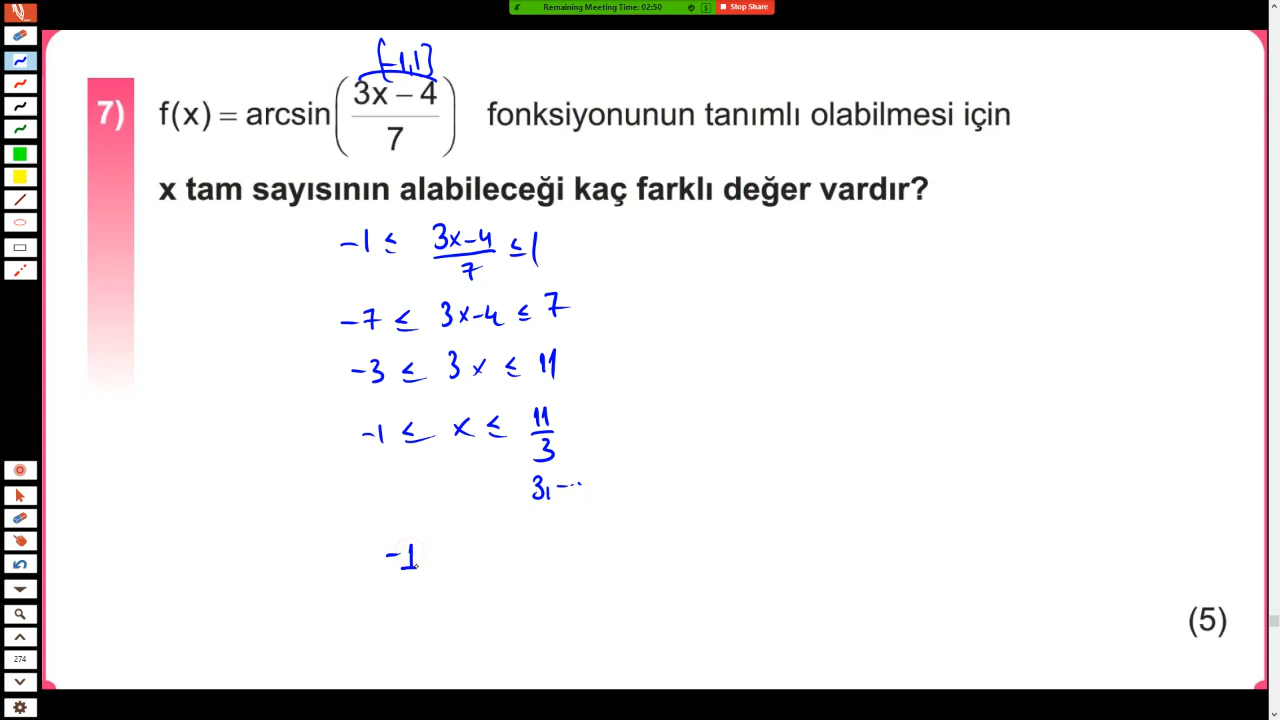 Remaining Meeting Time: 02:50 Stop Share
[-1,1]
7) f(x) = arcsin((3x – 4)/7) fonksiyonunun tanımlı olabilmesi için
x tam sayısının alabileceği kaç farklı değer vardır?
-1 ≤ (3x-4)/7 ≤ 1
-7 ≤ 3x-4 ≤ 7
-3 ≤ 3x ≤ 11
-1 ≤ x ≤ 11/3
3,...
-1
(5)
274